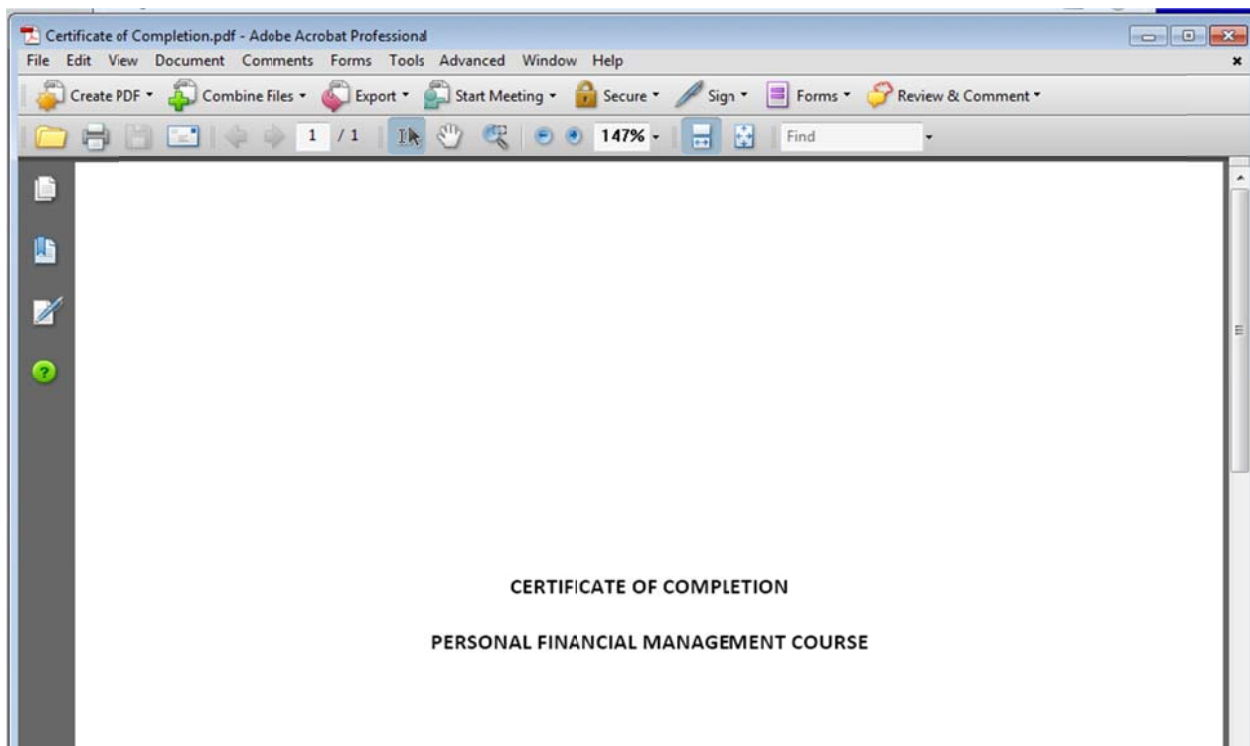 Certificate of Completion.pdf - Adobe Acrobat Professional
File Edit View Document Comments Forms Tools Advanced Window Help
Create PDF Combine Files Export Start Meeting Secure Sign Forms Review & Comment
1 / 1 147% Find
CERTIFICATE OF COMPLETION
PERSONAL FINANCIAL MANAGEMENT COURSE